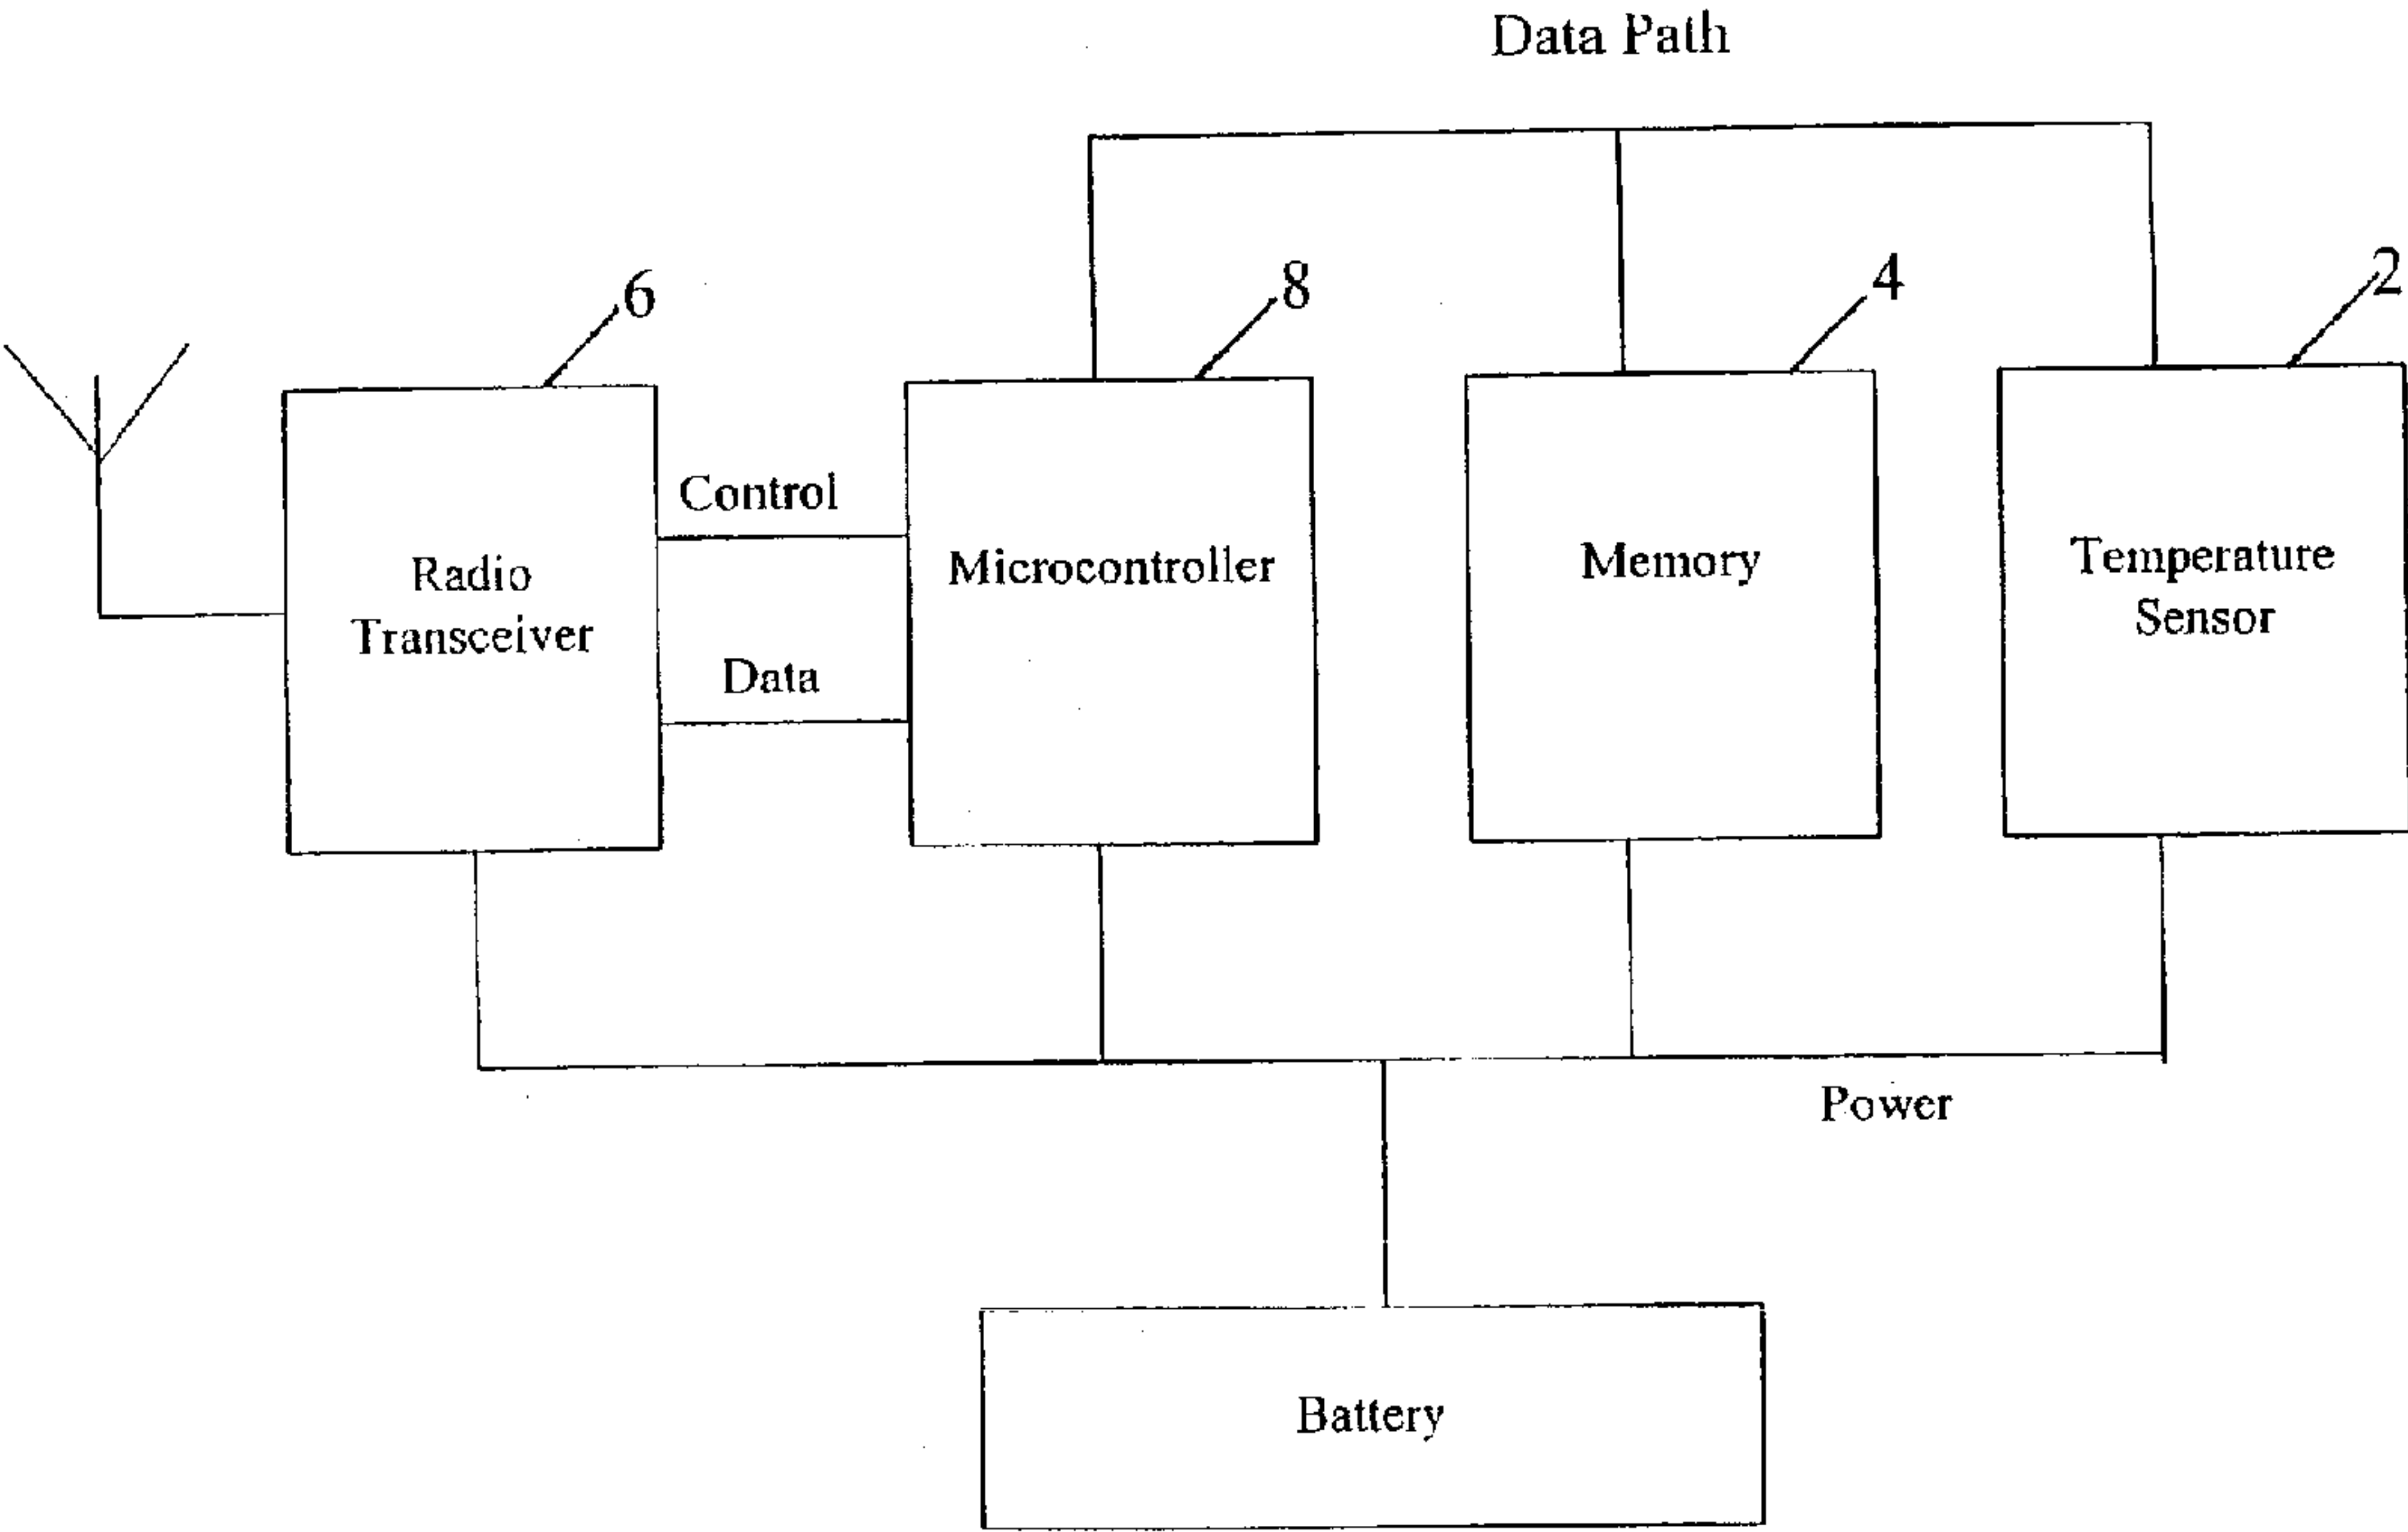 Data Path
6
8
4
2
Control
Radio
Transceiver
Data
Microcontroller
Memory
Temperature
Sensor
Power
Battery